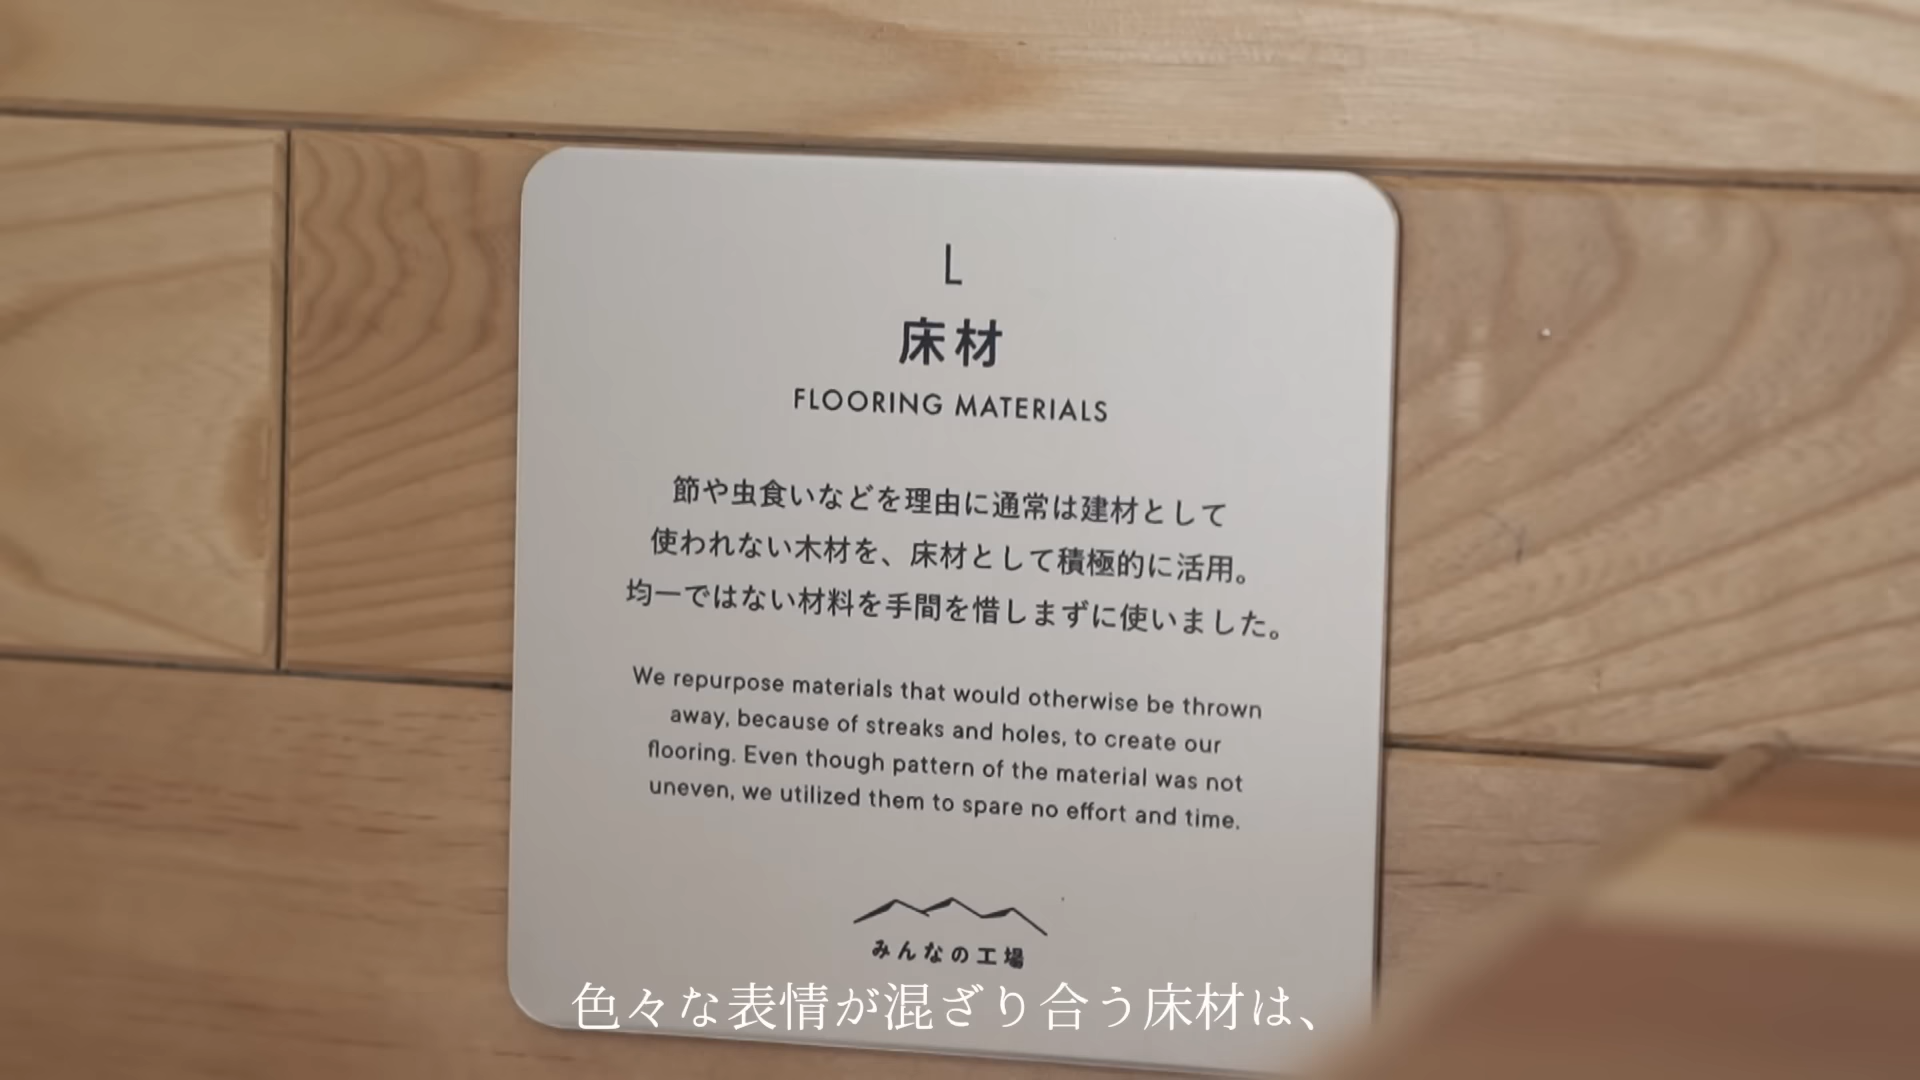 L
床材
FLOORING MATERIALS
節や虫食いなどを理由に通常は建材として
使われない木材を、床材として積極的に活用。
均一ではない材料を手間を惜しまずに使いました。
We repurpose materials that would otherwise be thrown
away, because of streaks and holes, to create our
flooring. Even though pattern of the material was not
uneven, we utilized them to spare no effort and time.
みんなの工場
色々な表情が混ざり合う床材は、